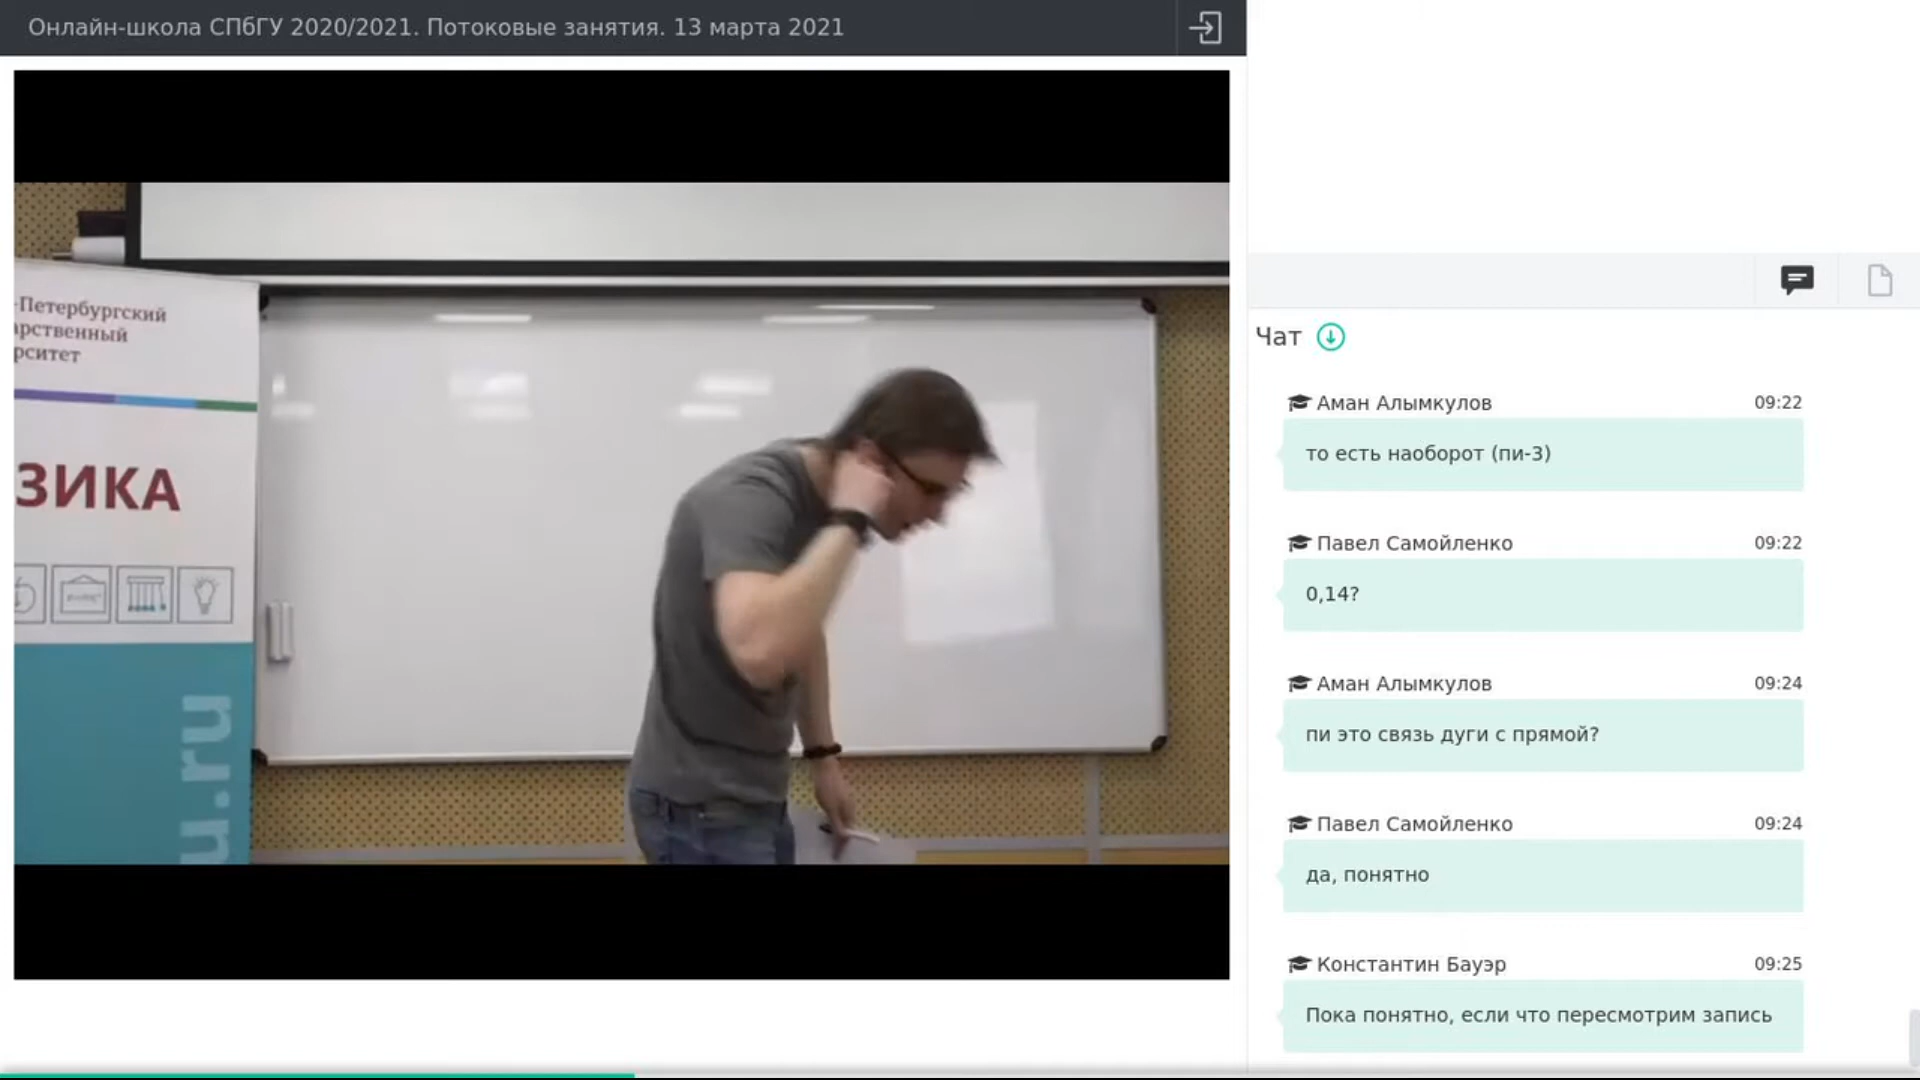 Онлайн-школа СПбГУ 2020/2021. Потоковые занятия. 13 марта 2021
-Петербургский
арственный
рситет
ЗИКА
u.ru
Чат
Аман Алымкулов 09:22
то есть наоборот (пи-3)
Павел Самойленко 09:22
0,14?
Аман Алымкулов 09:24
пи это связь дуги с прямой?
Павел Самойленко 09:24
да, понятно
Константин Бауэр 09:25
Пока понятно, если что пересмотрим запись